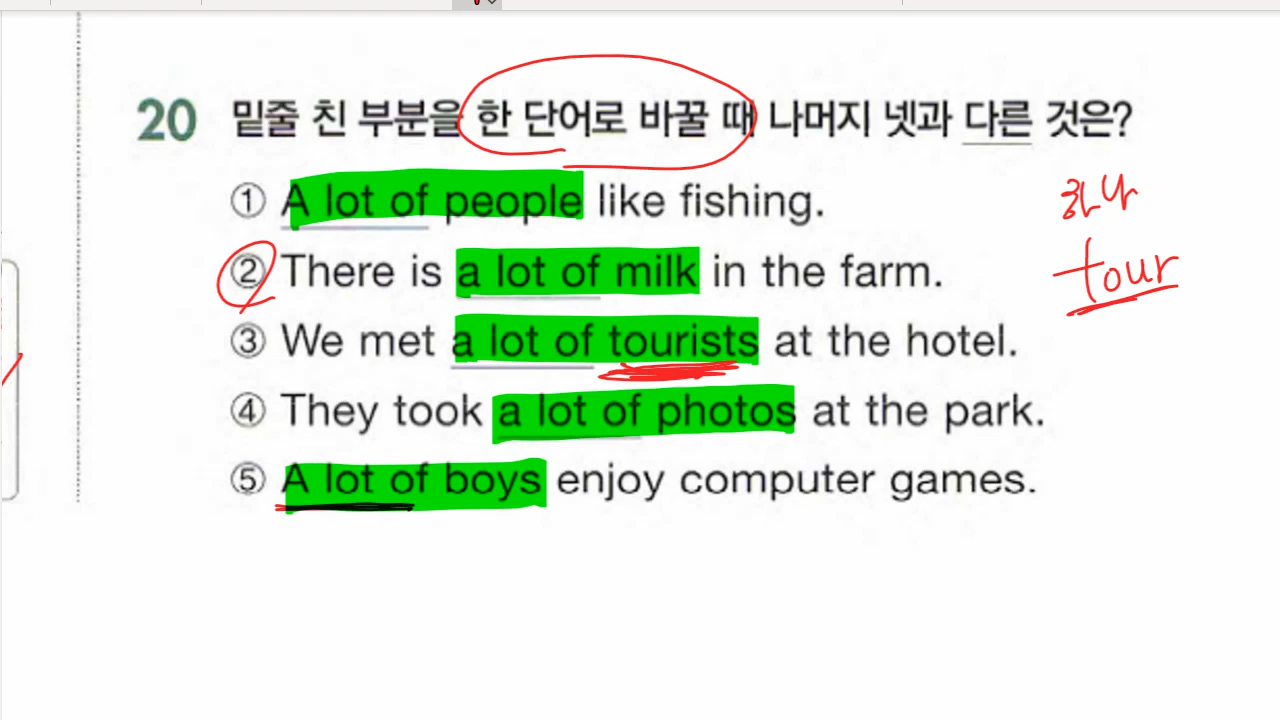 20 밑줄 친 부분을 한 단어로 바꿀 때 나머지 넷과 다른 것은?
① A lot of people like fishing.
하나
② There is a lot of milk in the farm.
tour
③ We met a lot of tourists at the hotel.
④ They took a lot of photos at the park.
⑤ A lot of boys enjoy computer games.